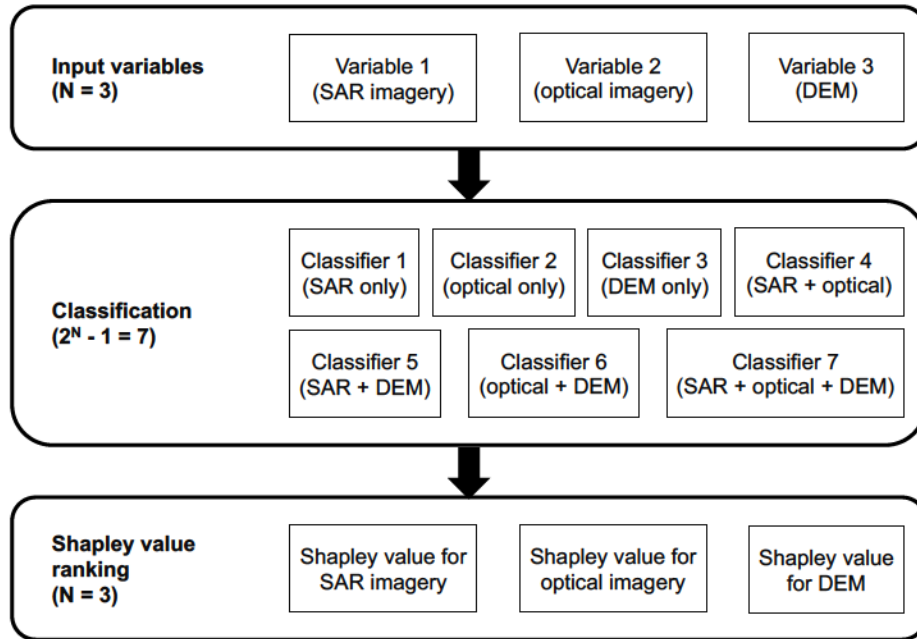 Input variables
(N = 3)
Variable 1
(SAR imagery)
Variable 2
(optical imagery)
Variable 3
(DEM)
Classification
(2ᴺ - 1 = 7)
Classifier 1
(SAR only)
Classifier 2
(optical only)
Classifier 3
(DEM only)
Classifier 4
(SAR + optical)
Classifier 5
(SAR + DEM)
Classifier 6
(optical + DEM)
Classifier 7
(SAR + optical + DEM)
Shapley value
ranking
(N = 3)
Shapley value for
SAR imagery
Shapley value for
optical imagery
Shapley value
for DEM